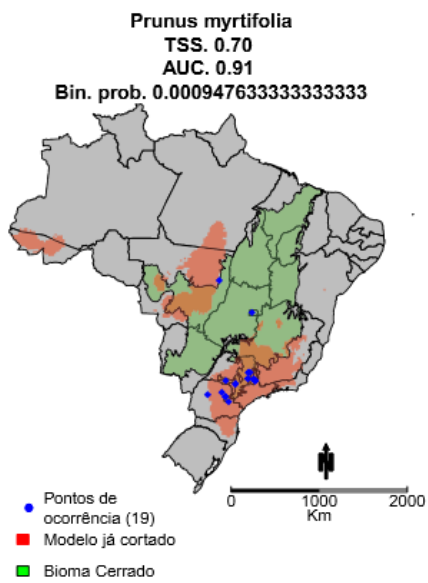 Prunus myrtifolia
TSS. 0.70
AUC. 0.91
Bin. prob. 0.000947633333333333
N
0 1000 2000
Km
Pontos de
ocorrência (19)
Modelo já cortado
Bioma Cerrado